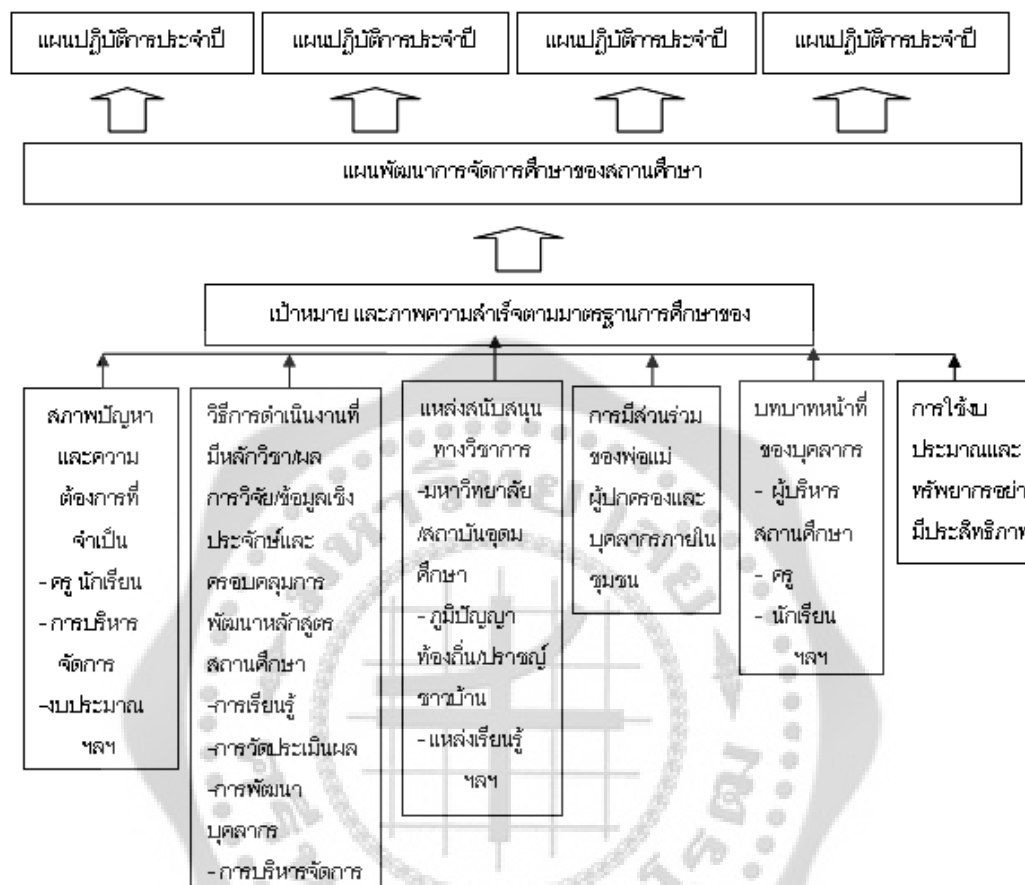 แผนปฏิบัติการประจำปี
แผนปฏิบัติการประจำปี
แผนปฏิบัติการประจำปี
แผนปฏิบัติการประจำปี
แผนพัฒนาการจัดการศึกษาของสถานศึกษา
เป้าหมาย และภาพความสำเร็จตามมาตรฐานการศึกษาของ
สภาพปัญหา
และความ
ต้องการที่
จำเป็น
- ครู นักเรียน
- การบริหาร
จัดการ
-งบประมาณ
ฯลฯ
วิธีการดำเนินงานที่
มีหลักวิชา/ผล
การวิจัย/ข้อมูลเชิง
ประจักษ์และ
ครอบคลุมการ
พัฒนาหลักสูตร
สถานศึกษา
-การเรียนรู้
-การวัดประเมินผล
-การพัฒนา
บุคลากร
- การบริหารจัดการ
แหล่งสนับสนุน
ทางวิชาการ
-มหาวิทยาลัย
/สถาบันอุดม
ศึกษา
- ภูมิปัญญา
ท้องถิ่น/ปราชญ์
ชาวบ้าน
- แหล่งเรียนรู้
ฯลฯ
การมีส่วนร่วม
ของพ่อแม่
ผู้ปกครองและ
บุคลากรภายใน
ชุมชน
บทบาทหน้าที่
ของบุคลากร
- ผู้บริหาร
สถานศึกษา
- ครู
- นักเรียน
ฯลฯ
การใช้งบ
ประมาณและ
ทรัพยากรอย่า
มีประสิทธิภาพ